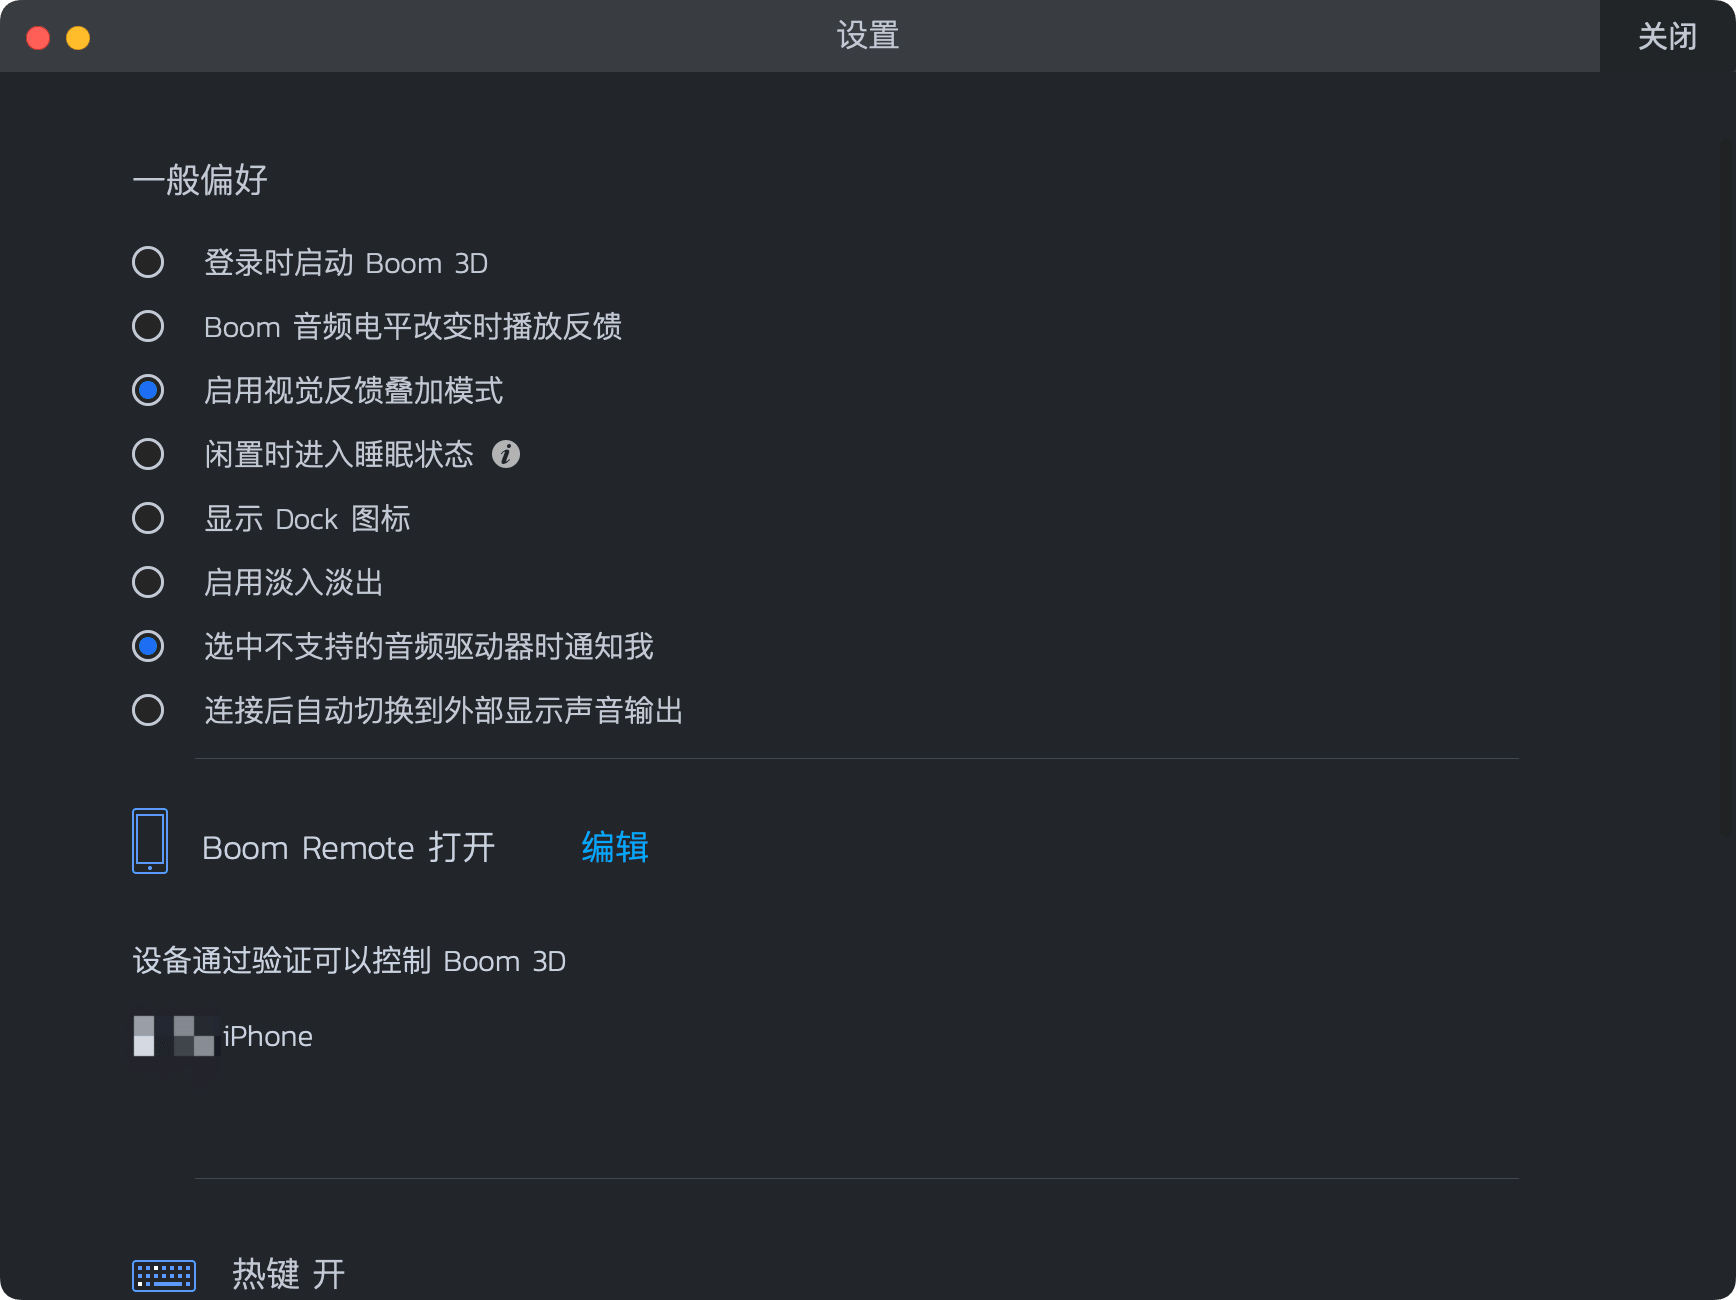 设置
关闭
一般偏好
登录时启动 Boom 3D
Boom 音频电平改变时播放反馈
启用视觉反馈叠加模式
闲置时进入睡眠状态
显示 Dock 图标
启用淡入淡出
选中不支持的音频驱动器时通知我
连接后自动切换到外部显示声音输出
Boom Remote 打开 编辑
设备通过验证可以控制 Boom 3D
iPhone
热键 开